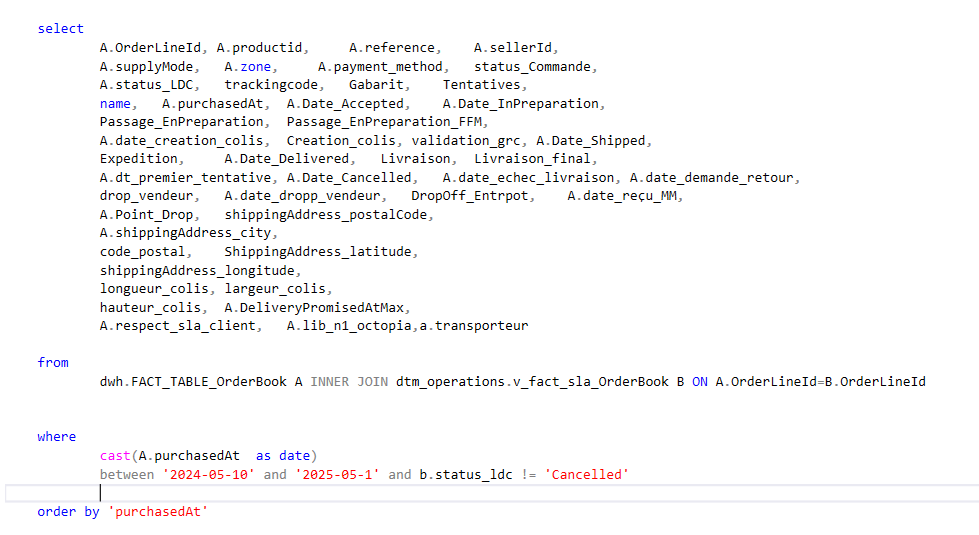 select
A.OrderLineId, A.productid, A.reference, A.sellerId,
A.supplyMode, A.zone, A.payment_method, status_Commande,
A.status_LDC, trackingcode, Gabarit, Tentatives,
name, A.purchasedAt, A.Date_Accepted, A.Date_InPreparation,
Passage_EnPreparation, Passage_EnPreparation_FFM,
A.date_creation_colis, Creation_colis, validation_grc, A.Date_Shipped,
Expedition, A.Date_Delivered, Livraison, Livraison_final,
A.dt_premier_tentative, A.Date_Cancelled, A.date_echec_livraison, A.date_demande_retour,
drop_vendeur, A.date_dropp_vendeur, DropOff_Entrpot, A.date_reçu_MM,
A.Point_Drop, shippingAddress_postalCode,
A.shippingAddress_city,
code_postal, ShippingAddress_latitude,
shippingAddress_longitude,
longueur_colis, largeur_colis,
hauteur_colis, A.DeliveryPromisedAtMax,
A.respect_sla_client, A.lib_n1_octopia,a.transporteur
from
dwh.FACT_TABLE_OrderBook A INNER JOIN dtm_operations.v_fact_sla_OrderBook B ON A.OrderLineId=B.OrderLineId
where
cast(A.purchasedAt as date)
between '2024-05-10' and '2025-05-1' and b.status_ldc != 'Cancelled'
order by 'purchasedAt'